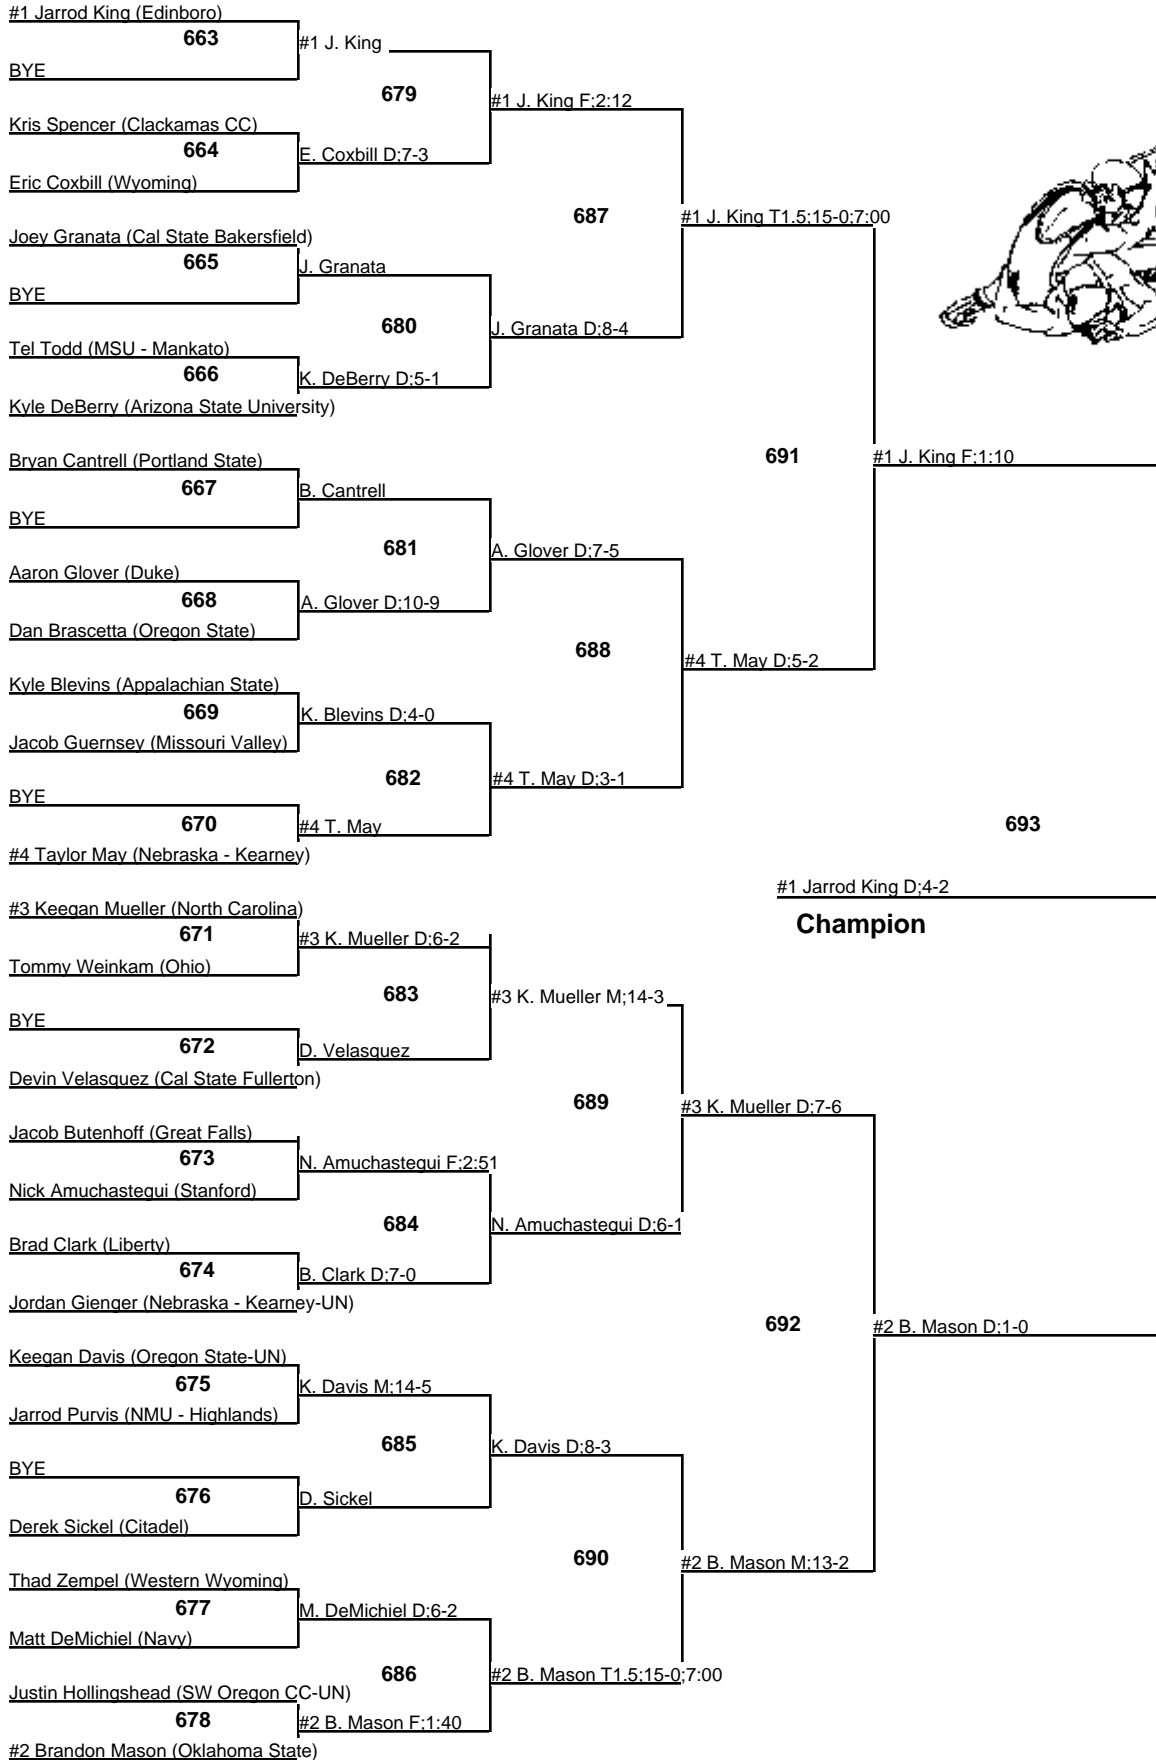 #1 Jarrod King (Edinboro)
663
#1 J. King
BYE
679
#1 J. King F;2:12
Kris Spencer (Clackamas CC)
664
E. Coxbill D;7-3
Eric Coxbill (Wyoming)
687
#1 J. King T1.5;15-0;7:00
Joey Granata (Cal State Bakersfield)
665
J. Granata
BYE
680
J. Granata D;8-4
Tel Todd (MSU - Mankato)
666
K. DeBerry D;5-1
Kyle DeBerry (Arizona State University)
691
#1 J. King F;1:10
Bryan Cantrell (Portland State)
667
B. Cantrell
BYE
681
A. Glover D;7-5
Aaron Glover (Duke)
668
A. Glover D;10-9
Dan Brascetta (Oregon State)
688
#4 T. May D;5-2
Kyle Blevins (Appalachian State)
669
K. Blevins D;4-0
Jacob Guernsey (Missouri Valley)
682
#4 T. May D;3-1
BYE
670
#4 T. May
#4 Taylor May (Nebraska - Kearney)
693
#1 Jarrod King D;4-2
Champion
#3 Keegan Mueller (North Carolina)
671
#3 K. Mueller D;6-2
Tommy Weinkam (Ohio)
683
#3 K. Mueller M;14-3
BYE
672
D. Velasquez
Devin Velasquez (Cal State Fullerton)
689
#3 K. Mueller D;7-6
Jacob Butenhoff (Great Falls)
673
N. Amuchastegui F;2:51
Nick Amuchastegui (Stanford)
684
N. Amuchastegui D;6-1
Brad Clark (Liberty)
674
B. Clark D;7-0
Jordan Gienger (Nebraska - Kearney-UN)
692
#2 B. Mason D;1-0
Keegan Davis (Oregon State-UN)
675
K. Davis M;14-5
Jarrod Purvis (NMU - Highlands)
685
K. Davis D;8-3
BYE
676
D. Sickel
Derek Sickel (Citadel)
690
#2 B. Mason M;13-2
Thad Zempel (Western Wyoming)
677
M. DeMichiel D;6-2
Matt DeMichiel (Navy)
686
#2 B. Mason T1.5;15-0;7:00
Justin Hollingshead (SW Oregon CC-UN)
678
#2 B. Mason F;1:40
#2 Brandon Mason (Oklahoma State)